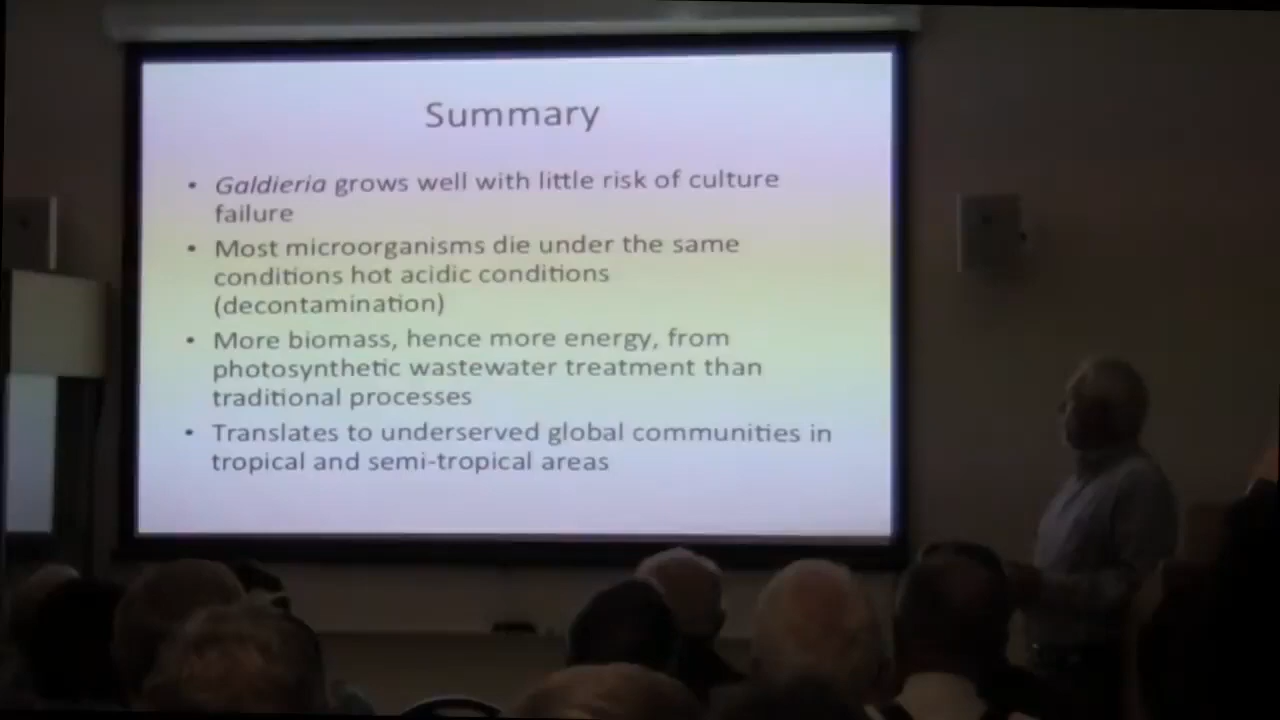 Summary
• Galdieria grows well with little risk of culture
failure
• Most microorganisms die under the same
conditions hot acidic conditions
(decontamination)
• More biomass, hence more energy, from
photosynthetic wastewater treatment than
traditional processes
• Translates to underserved global communities in
tropical and semi-tropical areas